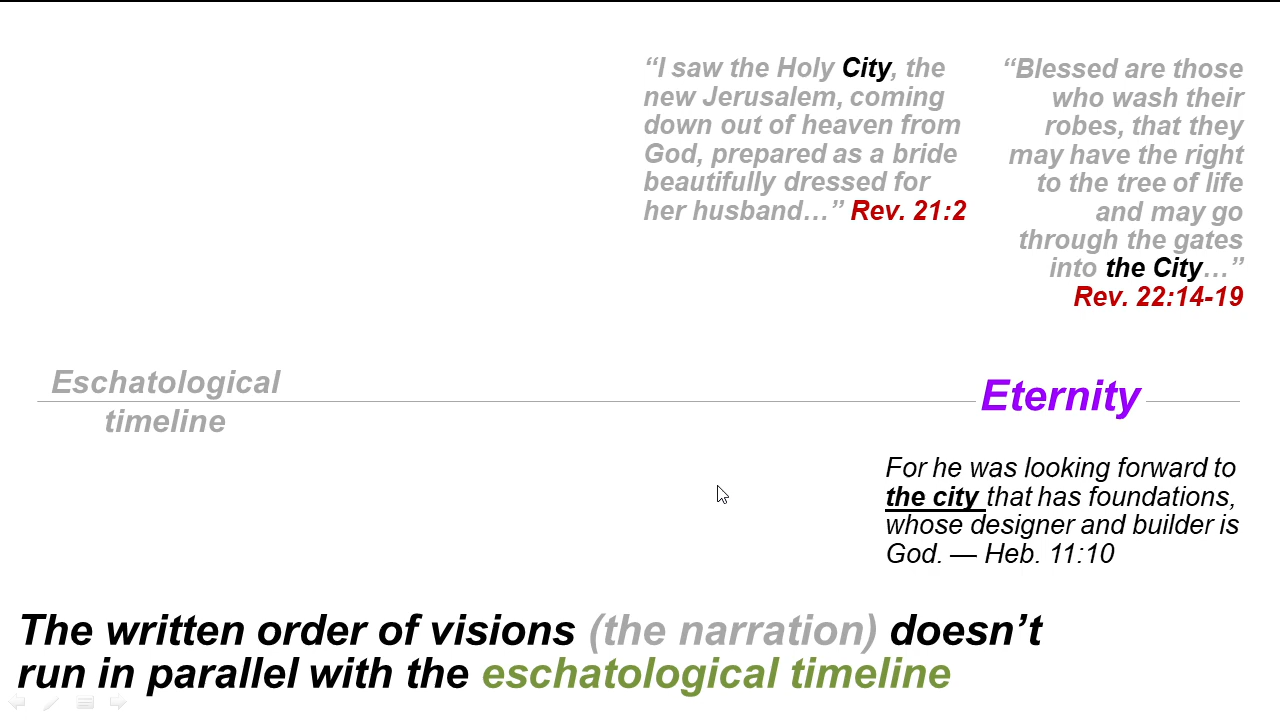 “I saw the Holy City, the
new Jerusalem, coming
down out of heaven from
God, prepared as a bride
beautifully dressed for
her husband…” Rev. 21:2
“Blessed are those
who wash their
robes, that they
may have the right
to the tree of life
and may go
through the gates
into the City…”
Rev. 22:14-19
Eschatological
timeline
Eternity
For he was looking forward to
the city that has foundations,
whose designer and builder is
God. — Heb. 11:10
The written order of visions (the narration) doesn’t
run in parallel with the eschatological timeline